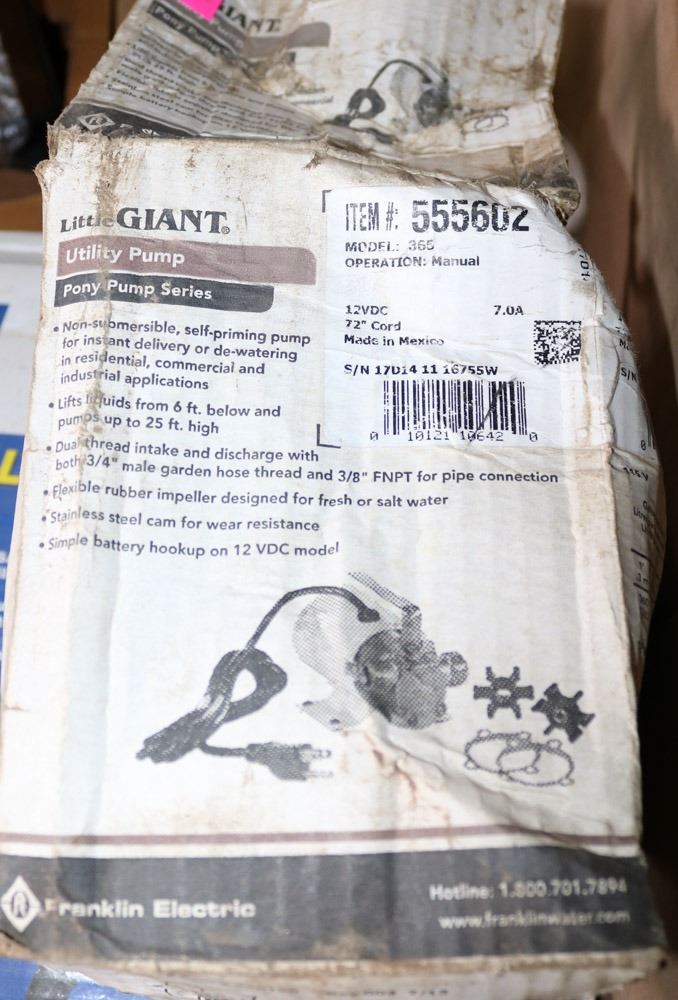 GIANT
Pony Pump
Little GIANT®
Utility Pump
Pony Pump Series
• Non-submersible, self-priming pump
for instant delivery or de-watering
in residential, commercial and
industrial applications
• Lifts liquids from 6 ft. below and
pumps up to 25 ft. high
• Dual thread intake and discharge with
both 3/4" male garden hose thread and 3/8" FNPT for pipe connection
• Flexible rubber impeller designed for fresh or salt water
• Stainless steel cam for wear resistance
• Simple battery hookup on 12 VDC model
ITEM #: 555602
MODEL: 365
OPERATION: Manual
12VDC 7.0A
72" Cord
Made in Mexico
S/N 17D14 11 16755W
0 10121 10642 0
S/N
115V
Franklin Electric
Hotline: 1.800.701.7894
www.franklinwater.com